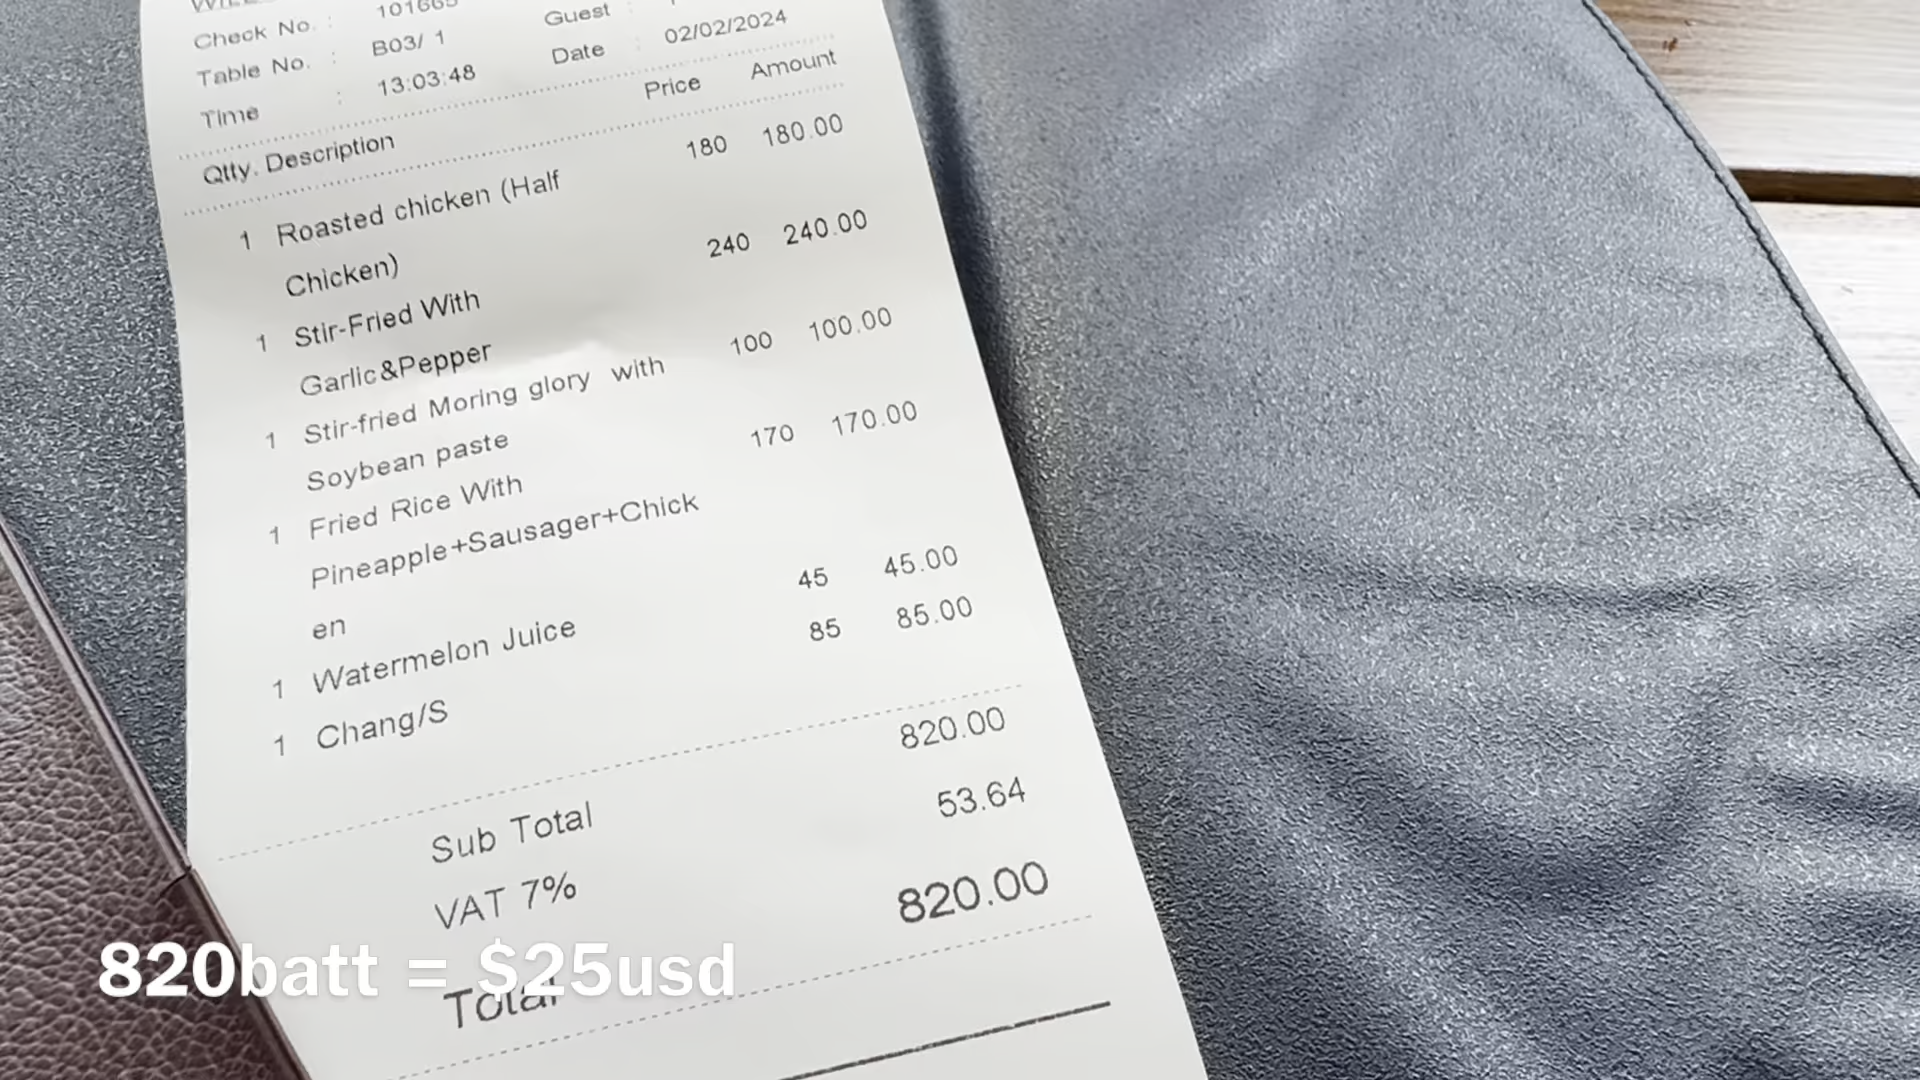 Check No. : 101665
Guest :
Table No. : B03/ 1
Date : 02/02/2024
Time : 13:03:48
Qtty. Description Price Amount
1 Roasted chicken (Half 180 180.00
Chicken)
1 Stir-Fried With 240 240.00
Garlic&Pepper
1 Stir-fried Moring glory with 100 100.00
Soybean paste
1 Fried Rice With 170 170.00
Pineapple+Sausager+Chick
en
1 Watermelon Juice 45 45.00
1 Chang/S 85 85.00
Sub Total 820.00
VAT 7% 53.64
Total 820.00
820batt = $25usd